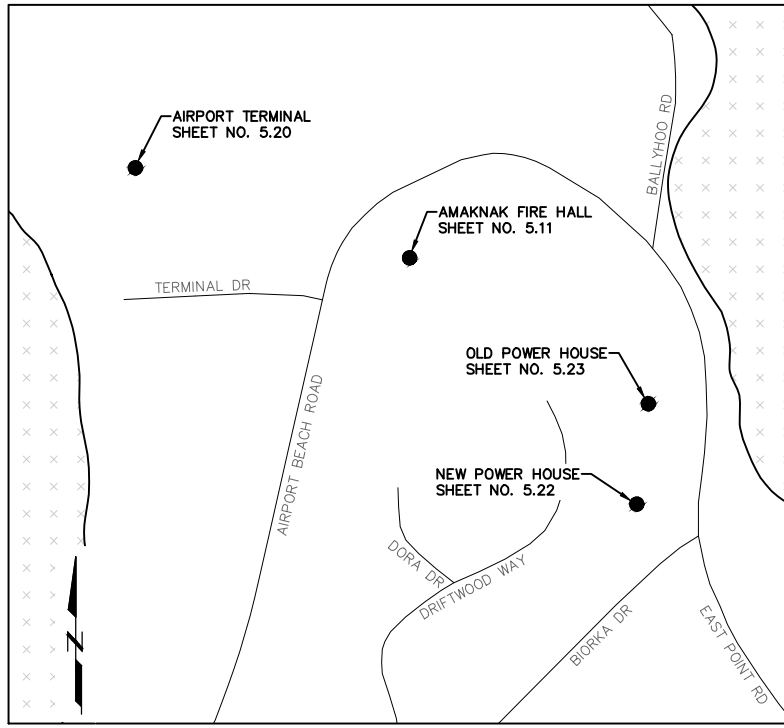 AIRPORT TERMINAL
SHEET NO. 5.20
BALLYHOO RD
AMAKNAK FIRE HALL
SHEET NO. 5.11
TERMINAL DR
OLD POWER HOUSE
SHEET NO. 5.23
AIRPORT BEACH ROAD
NEW POWER HOUSE
SHEET NO. 5.22
DORA DR
DRIFTWOOD WAY
BIORKA DR
EAST POINT RD
N